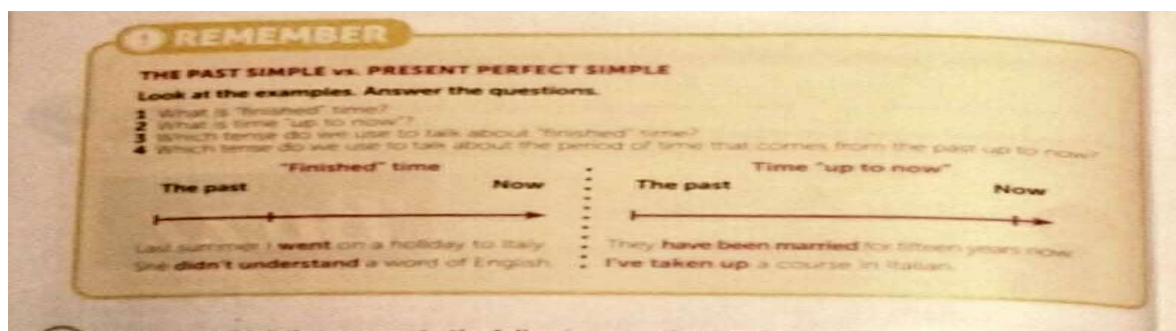 ! REMEMBER
THE PAST SIMPLE vs. PRESENT PERFECT SIMPLE
Look at the examples. Answer the questions.
1 What is "finished" time?
2 What is time "up to now"?
3 Which tense do we use to talk about "finished" time?
4 Which tense do we use to talk about the period of time that comes from the past up to now?
"Finished" time
The past Now
Last summer I went on a holiday to Italy.
She didn't understand a word of English.
Time "up to now"
The past Now
They have been married for fifteen years now.
I've taken up a course in Italian.